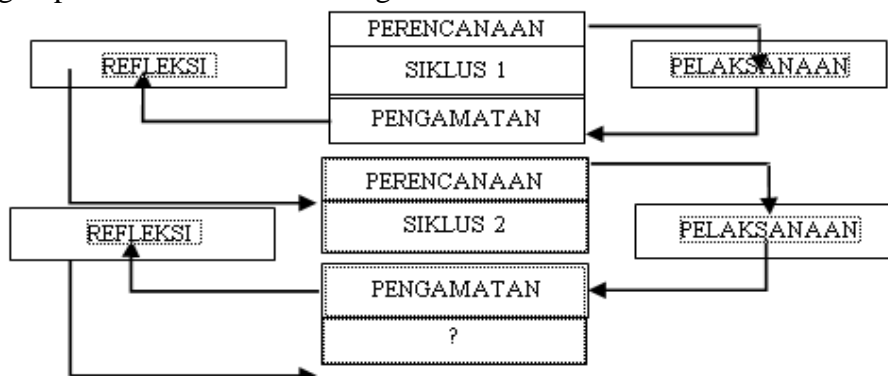 PERENCANAAN
REFLEKSI
SIKLUS 1
PELAKSANAAN
PENGAMATAN
PERENCANAAN
REFLEKSI
SIKLUS 2
PELAKSANAAN
PENGAMATAN
?